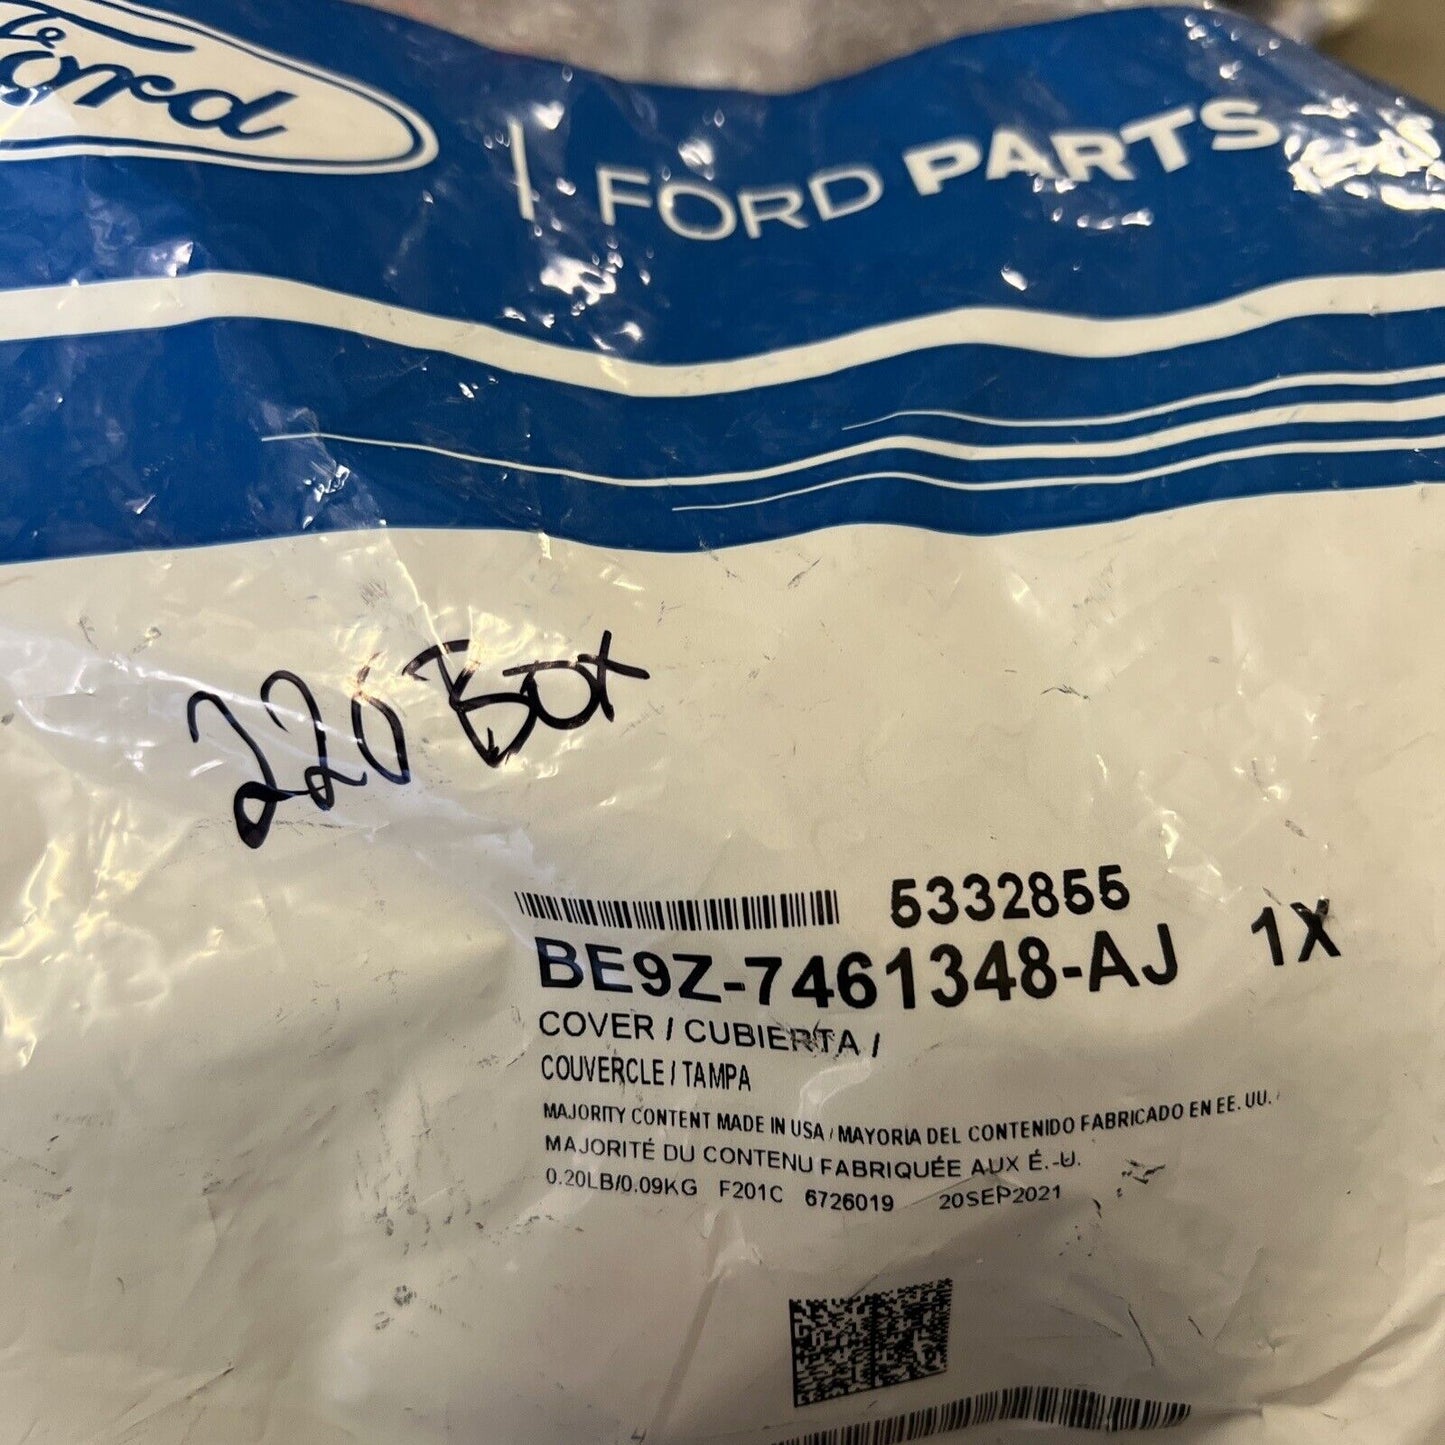 Ford
FORD PARTS
220 Box
5332855
BE9Z-7461348-AJ 1X
COVER / CUBIERTA /
COUVERCLE / TAMPA
MAJORITY CONTENT MADE IN USA / MAYORIA DEL CONTENIDO FABRICADO EN EE. UU. /
MAJORITÉ DU CONTENU FABRIQUÉE AUX É.-U.
0.20LB/0.09KG F201C 6726019 20SEP2021